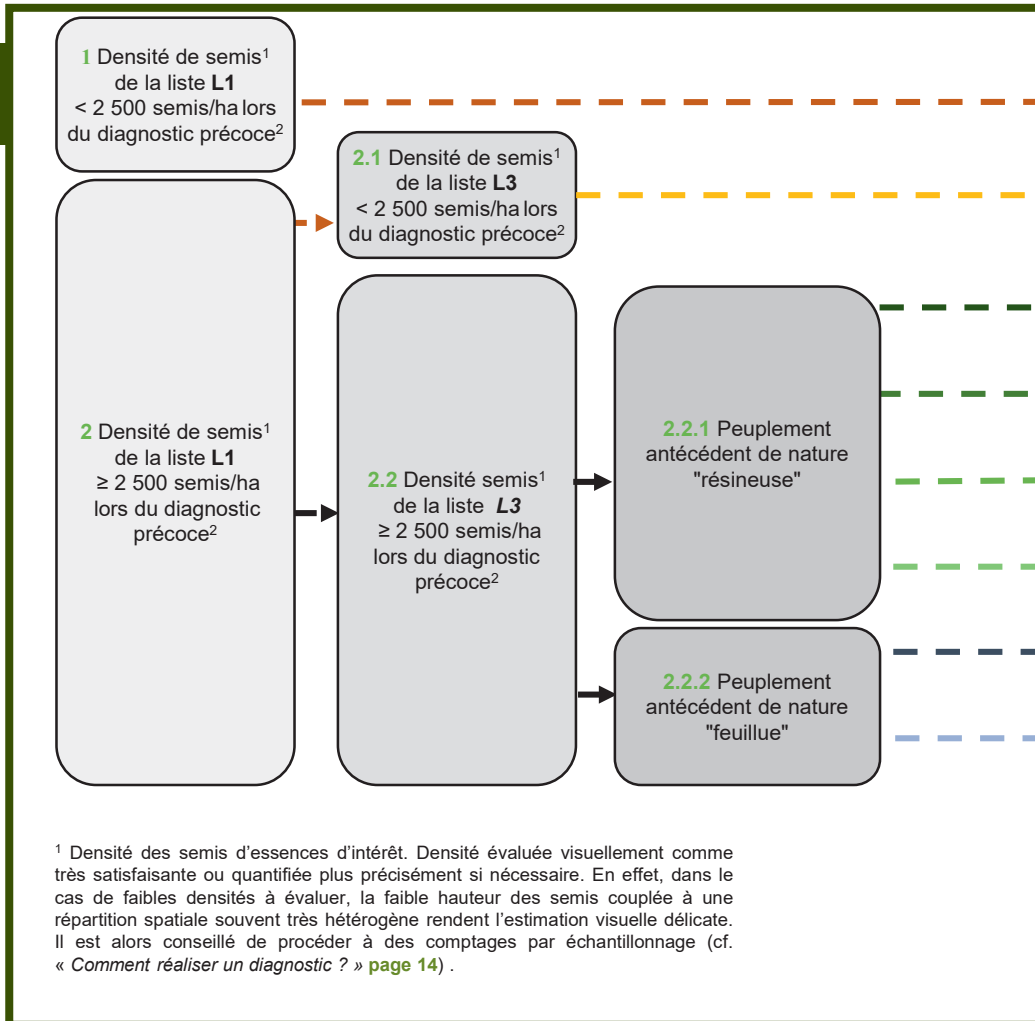 1 Densité de semis¹
de la liste L1
< 2 500 semis/ha lors
du diagnostic précoce²
2.1 Densité de semis¹
de la liste L3
< 2 500 semis/ha lors
du diagnostic précoce²
2 Densité de semis¹
de la liste L1
≥ 2 500 semis/ha
lors du diagnostic
précoce²
2.2 Densité semis¹
de la liste L3
≥ 2 500 semis/ha
lors du diagnostic
précoce²
2.2.1 Peuplement
antécédent de nature
"résineuse"
2.2.2 Peuplement
antécédent de nature
"feuillue"
¹ Densité des semis d'essences d'intérêt. Densité évaluée visuellement comme
très satisfaisante ou quantifiée plus précisément si nécessaire. En effet, dans le
cas de faibles densités à évaluer, la faible hauteur des semis couplée à une
répartition spatiale souvent très hétérogène rendent l'estimation visuelle délicate.
Il est alors conseillé de procéder à des comptages par échantillonnage (cf.
« Comment réaliser un diagnostic ? » page 14) .